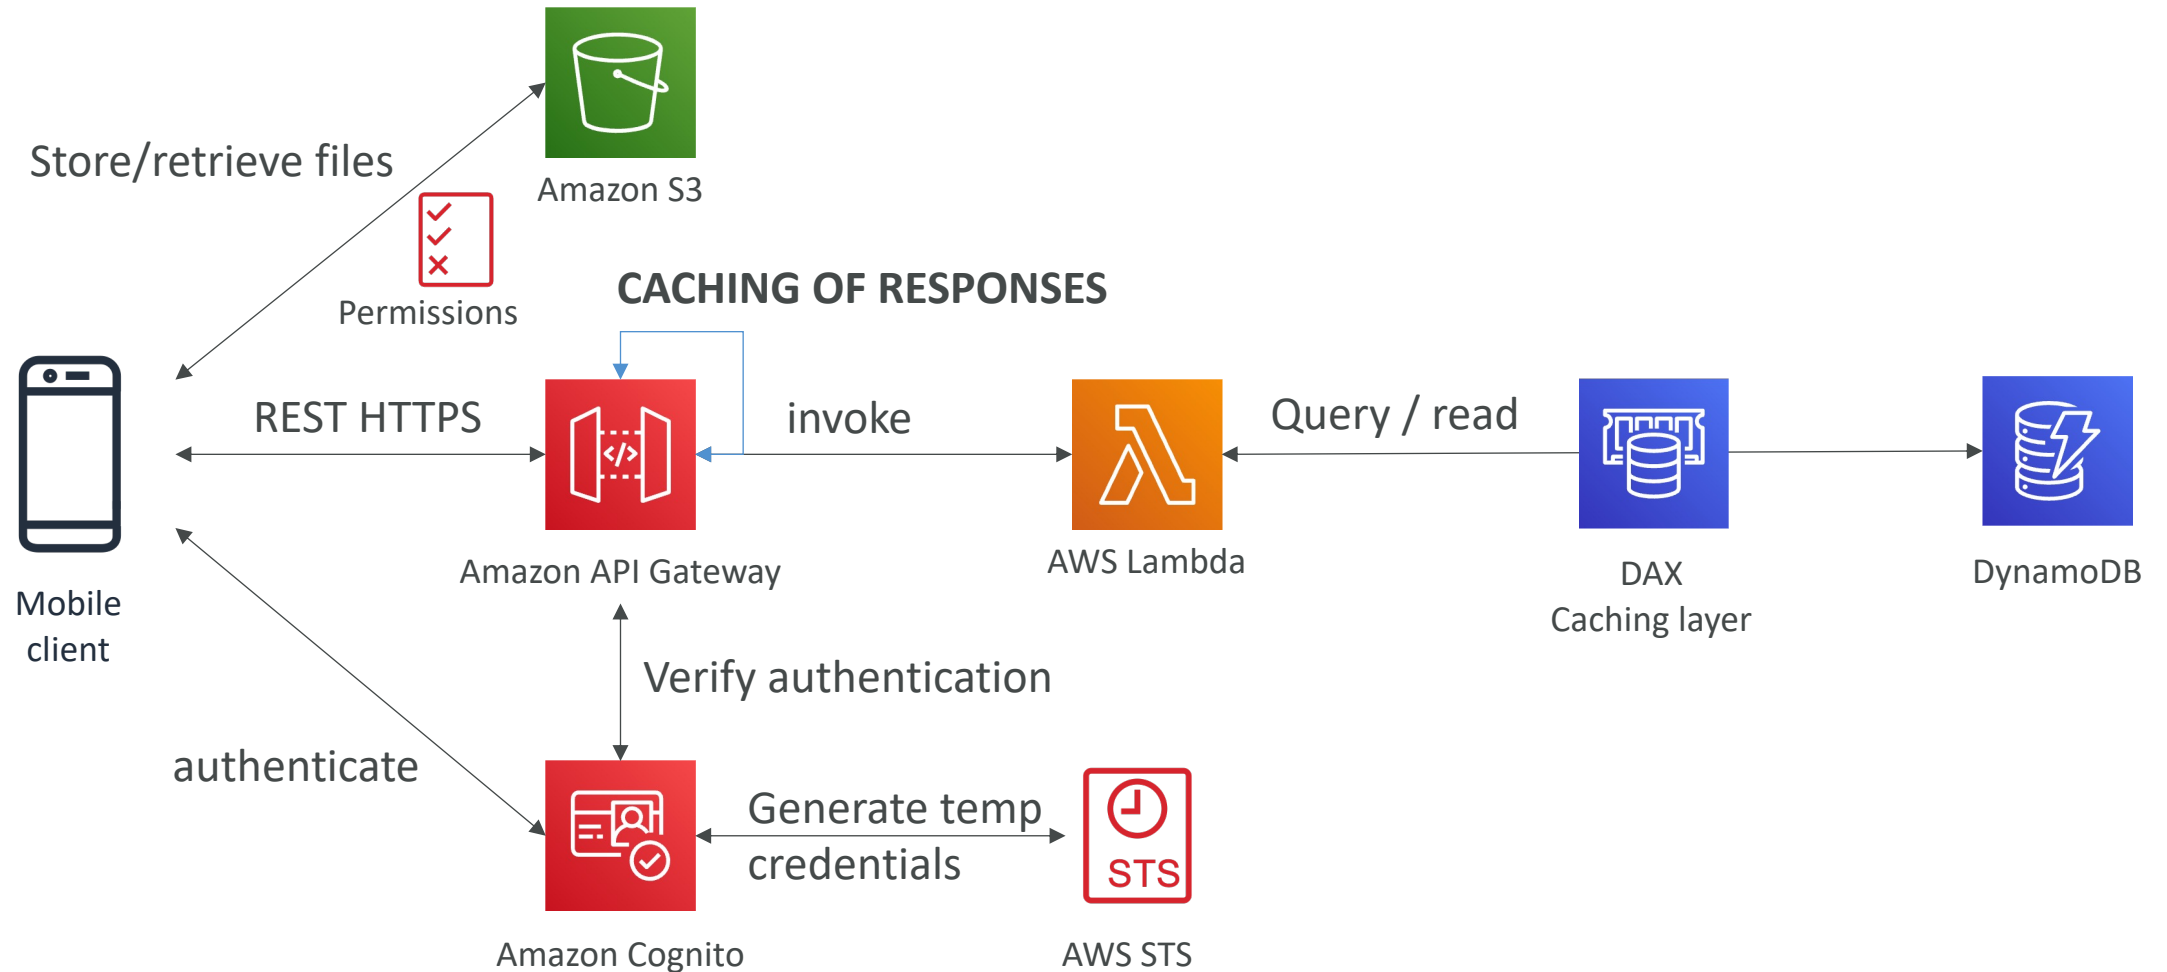 Store/retrieve files
Amazon S3
Permissions
CACHING OF RESPONSES
REST HTTPS
invoke
Query / read
</>
Amazon API Gateway
AWS Lambda
DAX
Caching layer
DynamoDB
Mobile
client
Verify authentication
authenticate
Generate temp
credentials
STS
Amazon Cognito
AWS STS